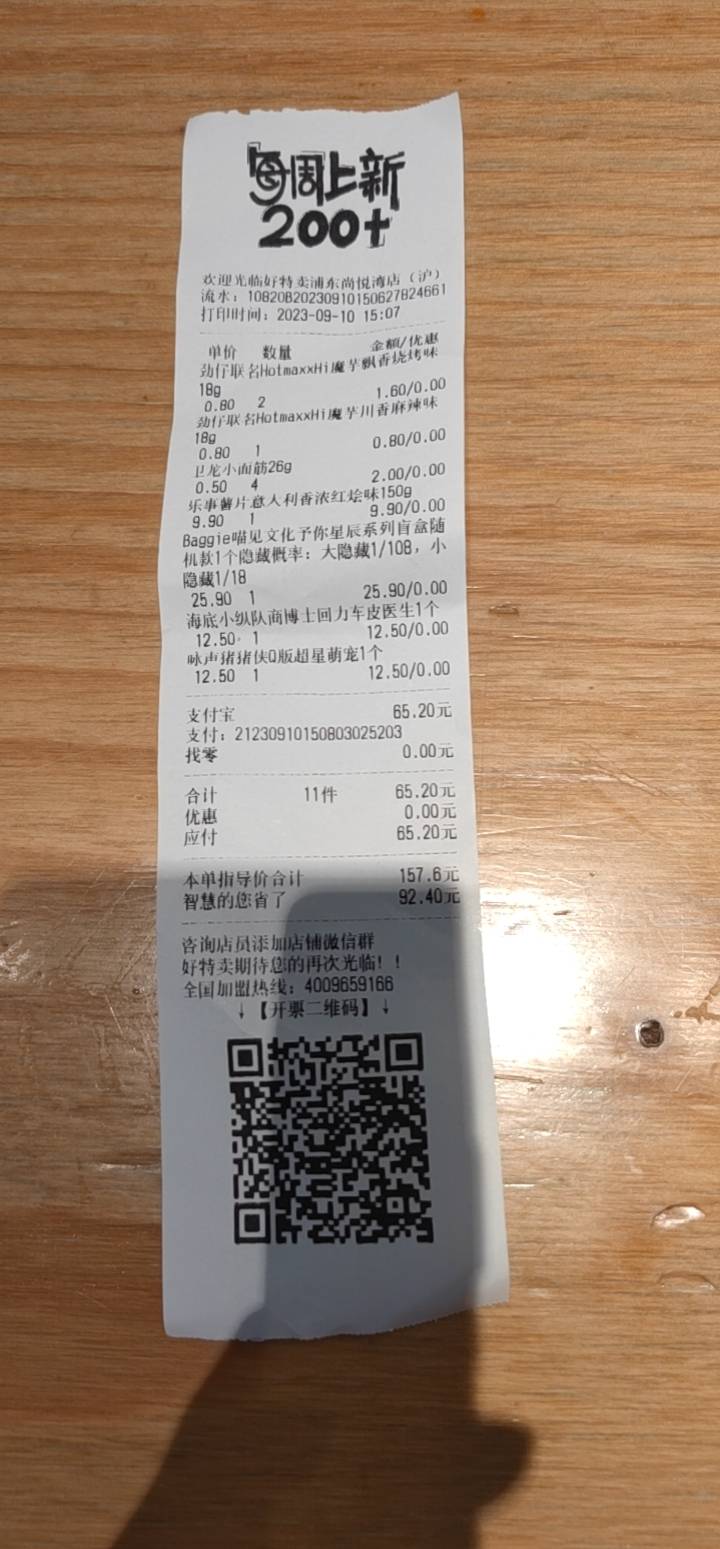 每周上新
200+
欢迎光临好特卖浦东尚悦湾店（沪）
流水：10820B20230910150627824661
打印时间：2023-09-10 15:07
单价 数量 金额/优惠
劲仔联名HotmaxxHi魔芋飘香烧烤味
18g
0.80 2 1.60/0.00
劲仔联名HotmaxxHi魔芋川香麻辣味
18g
0.80 1 0.80/0.00
卫龙小面筋26g
0.50 4 2.00/0.00
乐事薯片意大利香浓红烩味150g
9.90 1 9.90/0.00
Baggie喵见文化予你星辰系列盲盒随
机款1个隐藏概率：大隐藏1/108，小
隐藏1/18
25.90 1 25.90/0.00
海底小纵队商博士回力车皮医生1个
12.50 1 12.50/0.00
咏声猪猪侠Q版超星萌宠1个
12.50 1 12.50/0.00
支付宝 65.20元
支付：21230910150803025203
找零 0.00元
合计 11件 65.20元
优惠 0.00元
应付 65.20元
本单指导价合计 157.6元
智慧的您省了 92.40元
咨询店员添加店铺微信群
好特卖期待您的再次光临！！
全国加盟热线：4009659166
↓【开票二维码】↓